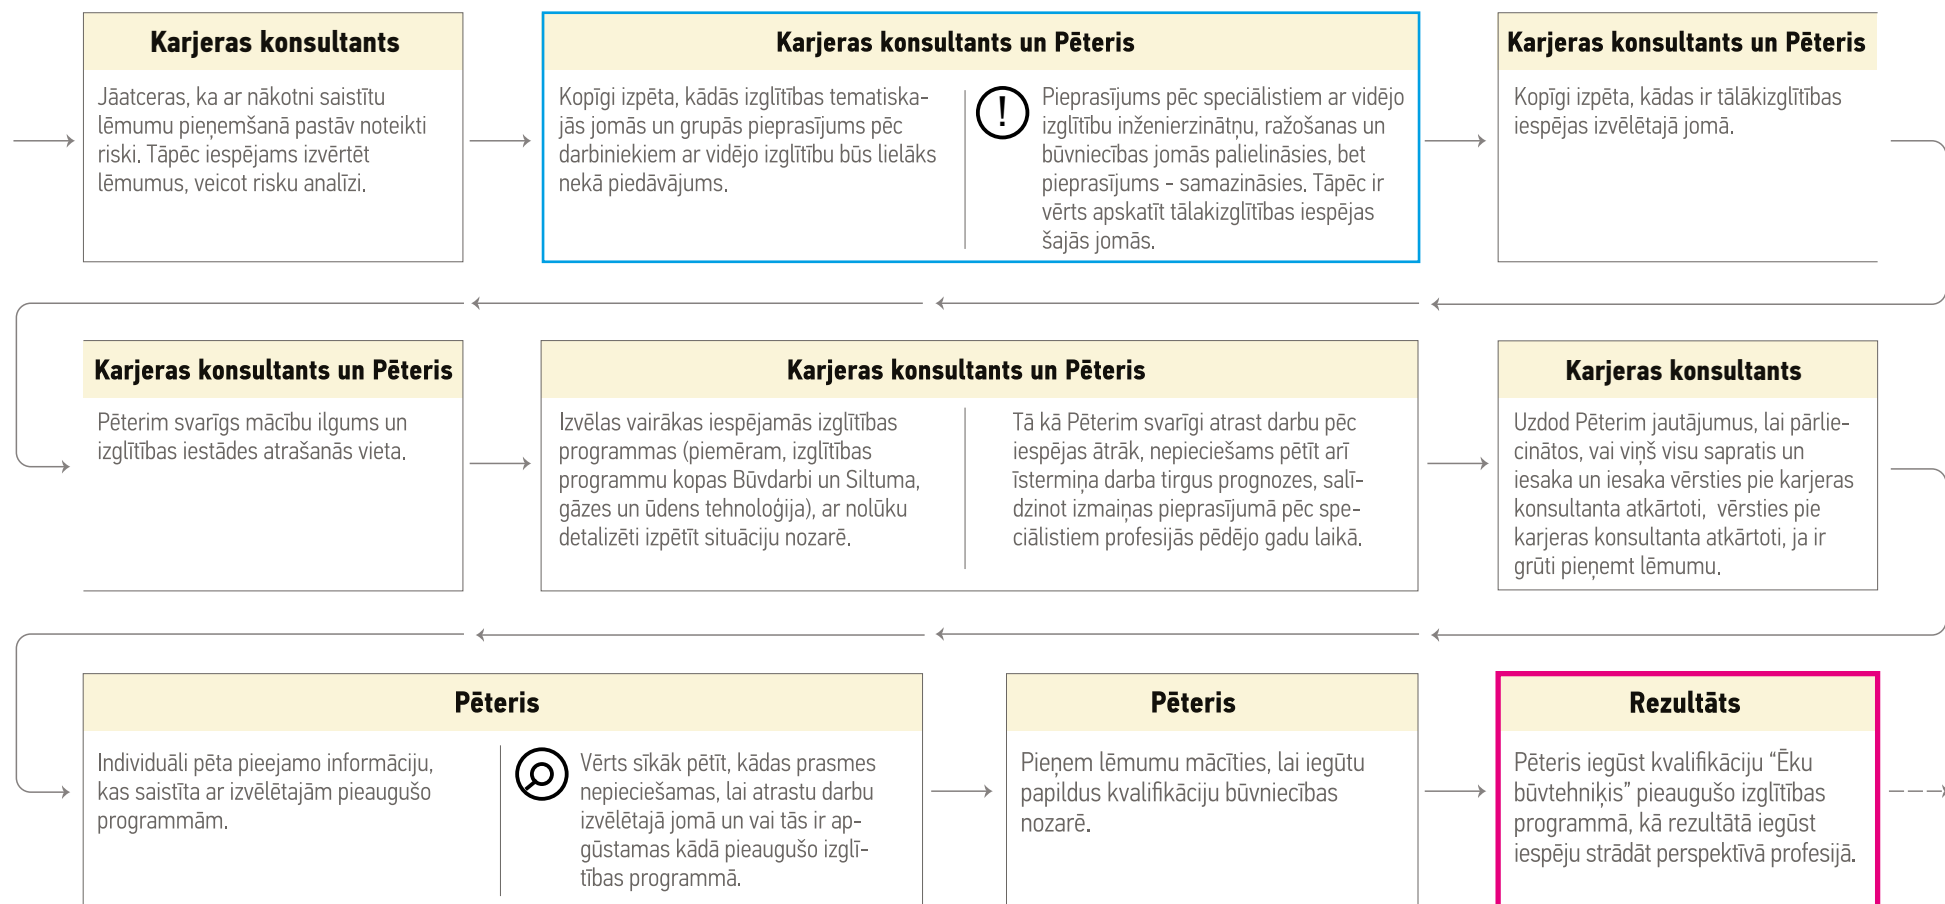 Karjeras konsultants
Jāatceras, ka ar nākotni saistītu
lēmumu pieņemšanā pastāv noteikti
riski. Tāpēc iespējams izvērtēt
lēmumus, veicot risku analīzi.
Karjeras konsultants un Pēteris
Kopīgi izpēta, kādās izglītības tematiska-
jās jomās un grupās pieprasījums pēc
darbiniekiem ar vidējo izglītību būs lielāks
nekā piedāvājums.
!
Pieprasījums pēc speciālistiem ar vidējo
izglītību inženierzinātņu, ražošanas un
būvniecības jomās palielināsies, bet
pieprasījums - samazināsies. Tāpēc ir
vērts apskatīt tālakizglītības iespējas
šajās jomās.
Karjeras konsultants un Pēteris
Kopīgi izpēta, kādas ir tālākizglītības
iespējas izvēlētajā jomā.
Karjeras konsultants un Pēteris
Pēterim svarīgs mācību ilgums un
izglītības iestādes atrašanās vieta.
Karjeras konsultants un Pēteris
Izvēlas vairākas iespējamās izglītības
programmas (piemēram, izglītības
programmu kopas Būvdarbi un Siltuma,
gāzes un ūdens tehnoloģija), ar nolūku
detalizēti izpētīt situāciju nozarē.
Tā kā Pēterim svarīgi atrast darbu pēc
iespējas ātrāk, nepieciešams pētīt arī
īstermiņa darba tirgus prognozes, salī-
dzinot izmaiņas pieprasījumā pēc spe-
ciālistiem profesijās pēdējo gadu laikā.
Karjeras konsultants
Uzdod Pēterim jautājumus, lai pārlie-
cinātos, vai viņš visu sapratis un
iesaka un iesaka vērsties pie karjeras
konsultanta atkārtoti, vērsties pie
karjeras konsultanta atkārtoti, ja ir
grūti pieņemt lēmumu.
Pēteris
Individuāli pēta pieejamo informāciju,
kas saistīta ar izvēlētajām pieaugušo
programmām.
Vērts sīkāk pētīt, kādas prasmes
nepieciešamas, lai atrastu darbu
izvēlētajā jomā un vai tās ir ap-
gūstamas kādā pieaugušo izglī-
tības programmā.
Pēteris
Pieņem lēmumu mācīties, lai iegūtu
papildus kvalifikāciju būvniecības
nozarē.
Rezultāts
Pēteris iegūst kvalifikāciju “Ēku
būvtehniķis” pieaugušo izglītības
programmā, kā rezultātā iegūst
iespēju strādāt perspektīvā profesijā.